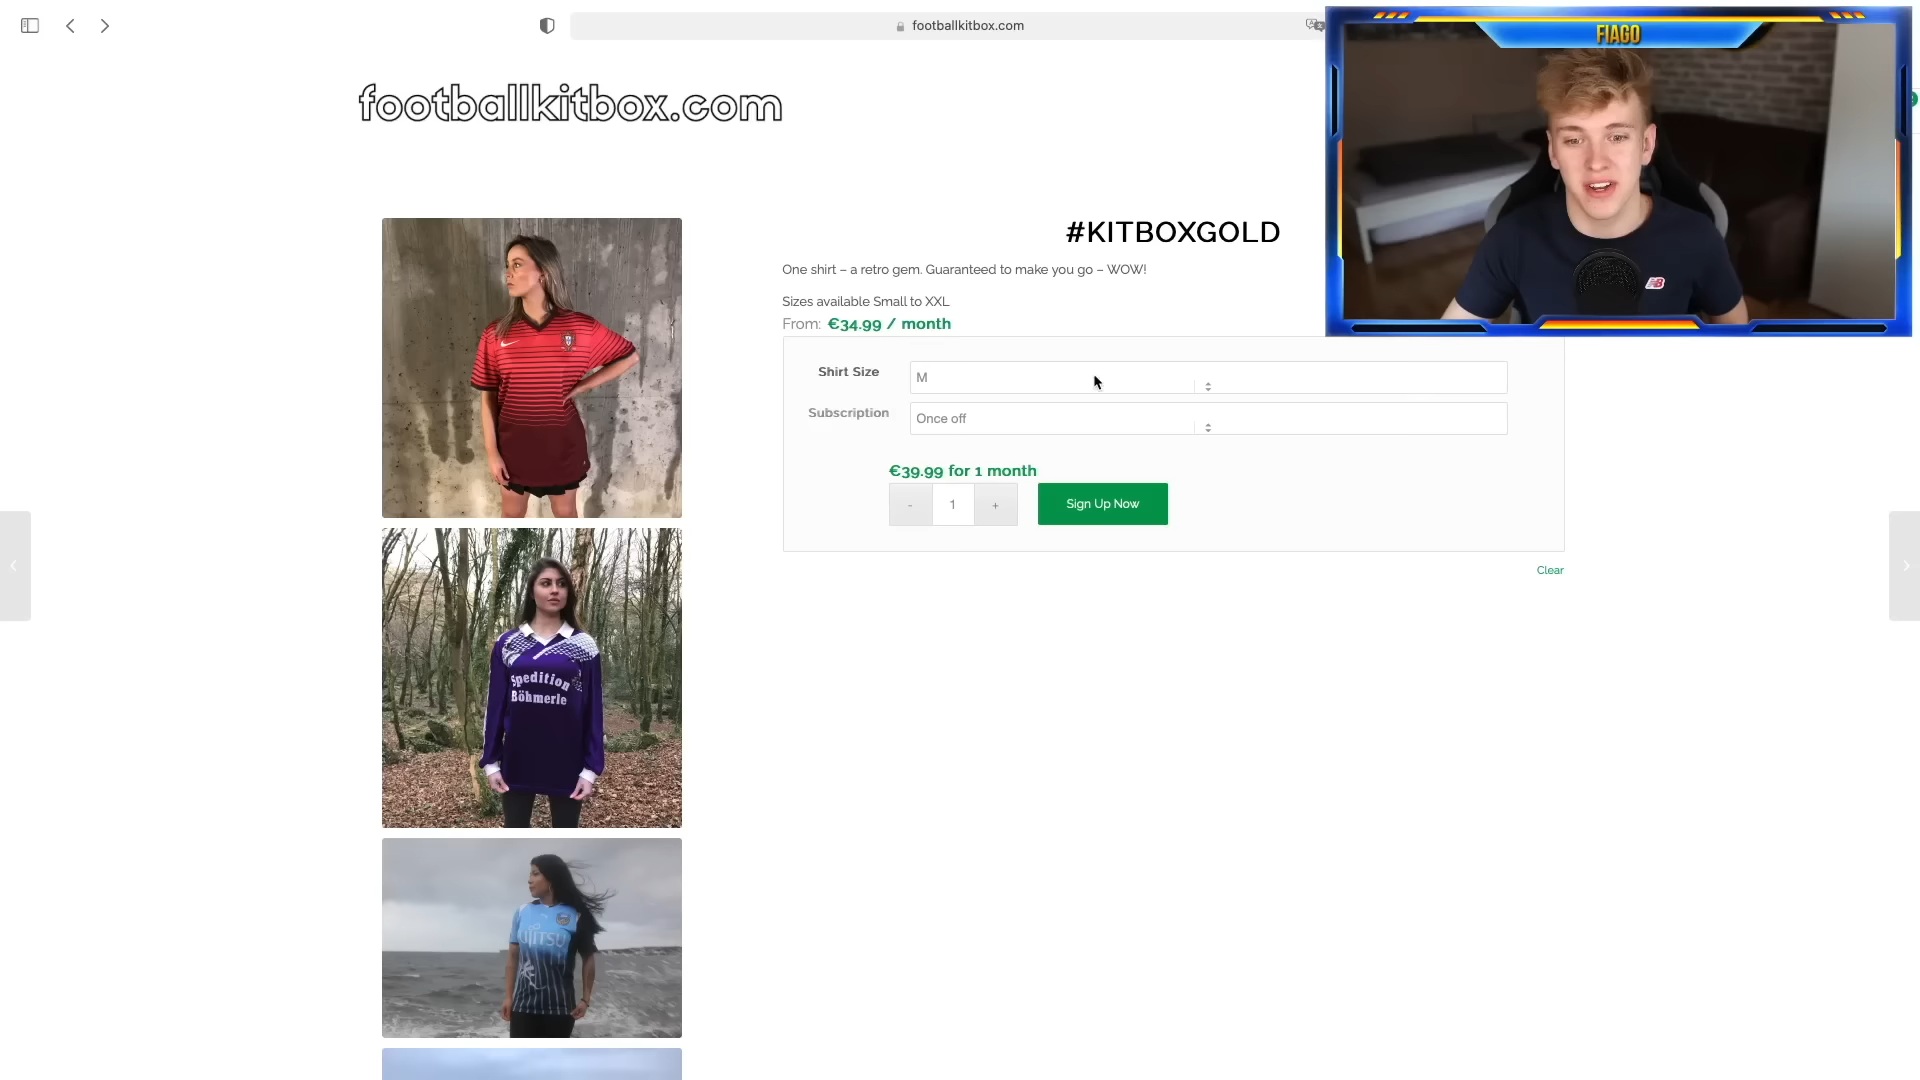 footballkitbox.com
FIAGO
footballkitbox.com
#KITBOXGOLD
One shirt – a retro gem. Guaranteed to make you go – WOW!
Sizes available Small to XXL
From: €34.99 / month
Shirt Size
M
Subscription
Once off
€39.99 for 1 month
- 1 +
Sign Up Now
Clear
Spedition
Böhmerle
FUJITSU